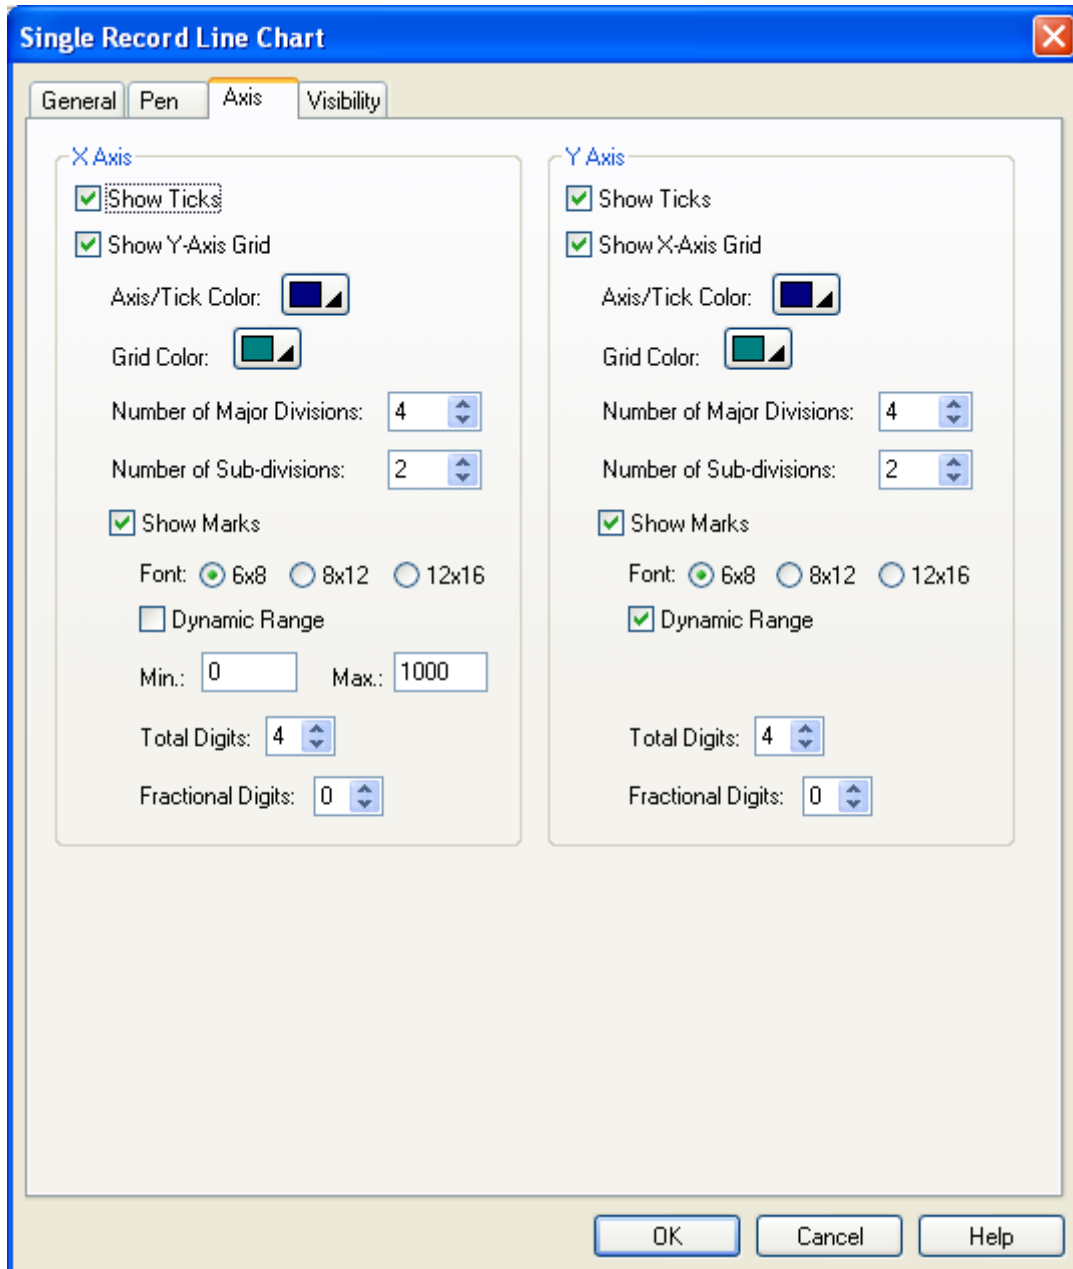 Single Record Line Chart
General Pen Axis Visibility
X Axis
Show Ticks
Show Y-Axis Grid
Axis/Tick Color:
Grid Color:
Number of Major Divisions: 4
Number of Sub-divisions: 2
Show Marks
Font: 6x8 8x12 12x16
Dynamic Range
Min.: 0 Max.: 1000
Total Digits: 4
Fractional Digits: 0
Y Axis
Show Ticks
Show X-Axis Grid
Axis/Tick Color:
Grid Color:
Number of Major Divisions: 4
Number of Sub-divisions: 2
Show Marks
Font: 6x8 8x12 12x16
Dynamic Range
Total Digits: 4
Fractional Digits: 0
OK Cancel Help